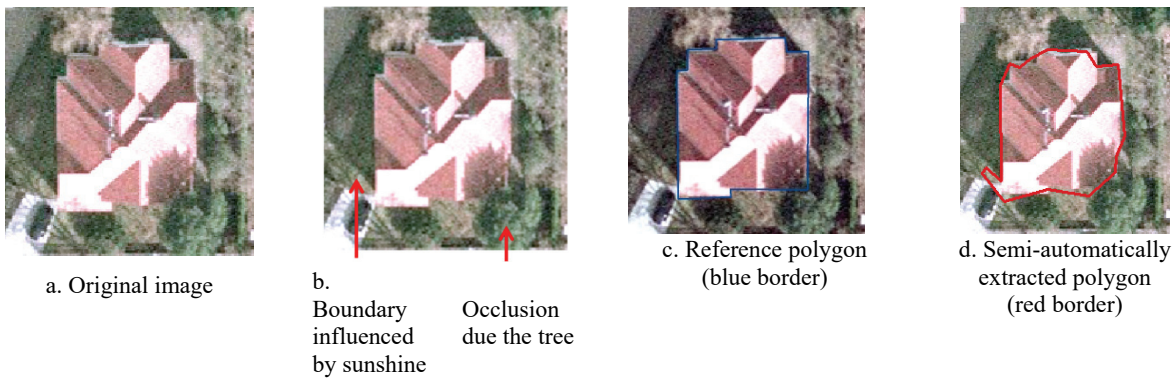 a. Original image
b.
Boundary
influenced
by sunshine
Occlusion
due the tree
c. Reference polygon
(blue border)
d. Semi-automatically
extracted polygon
(red border)